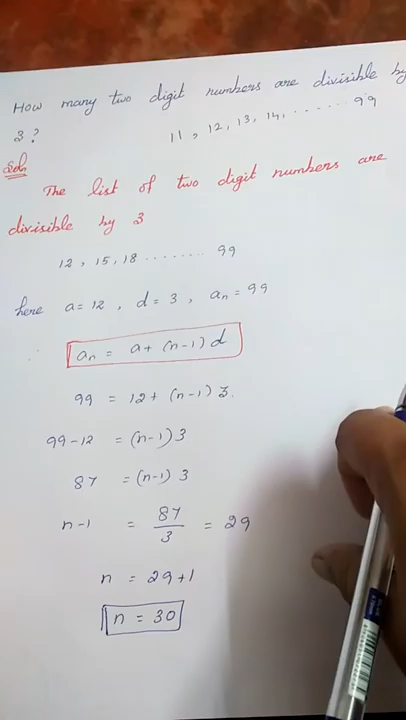 How many two digit numbers are divisible by
3? 11, 12, 13, 14, ...... 99
Soln
The list of two digit numbers are
divisible by 3
12, 15, 18 ........ 99
here a = 12, d = 3, an = 99
an = a + (n-1) d
99 = 12 + (n-1) 3.
99-12 = (n-1) 3
87 = (n-1) 3
n-1 = 87/3 = 29
n = 29+1
n = 30